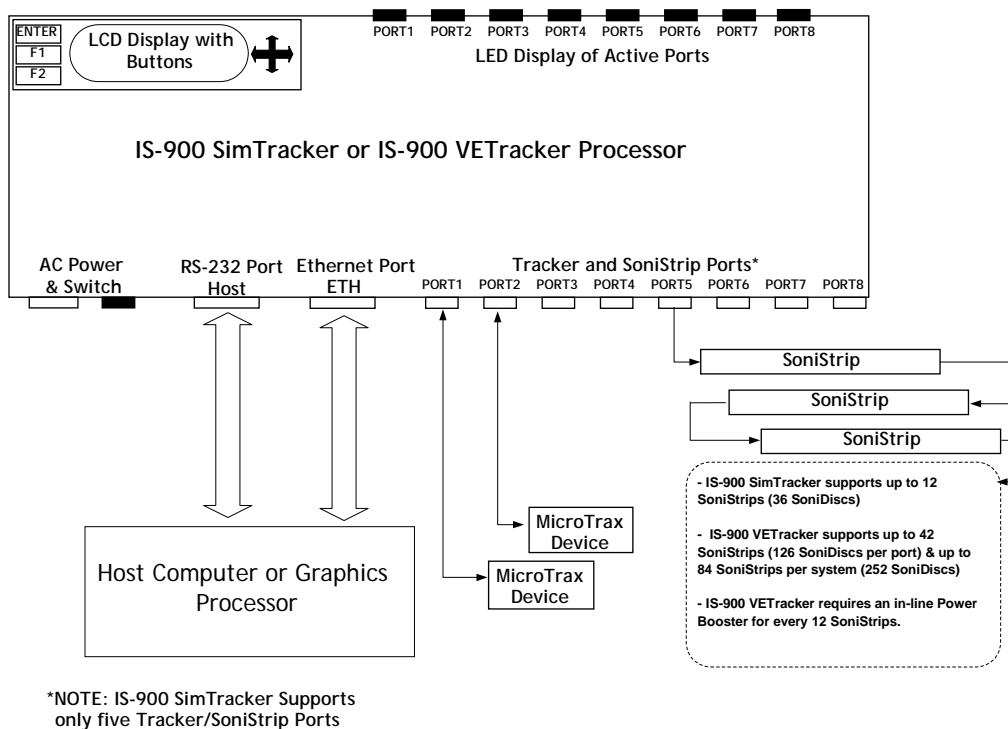 ENTER
F1
F2
LCD Display with
Buttons
PORT1 PORT2 PORT3 PORT4 PORT5 PORT6 PORT7 PORT8
LED Display of Active Ports
IS-900 SimTracker or IS-900 VETracker Processor
AC Power
& Switch
RS-232 Port
Host
Ethernet Port
ETH
Tracker and SoniStrip Ports*
PORT1 PORT2 PORT3 PORT4 PORT5 PORT6 PORT7 PORT8
SoniStrip
SoniStrip
SoniStrip
- IS-900 SimTracker supports up to 12
SoniStrips (36 SoniDiscs)
- IS-900 VETracker supports up to 42
SoniStrips (126 SoniDiscs per port) & up to
84 SoniStrips per system (252 SoniDiscs)
- IS-900 VETracker requires an in-line Power
Booster for every 12 SoniStrips.
MicroTrax
Device
MicroTrax
Device
Host Computer or Graphics
Processor
*NOTE: IS-900 SimTracker Supports
only five Tracker/SoniStrip Ports